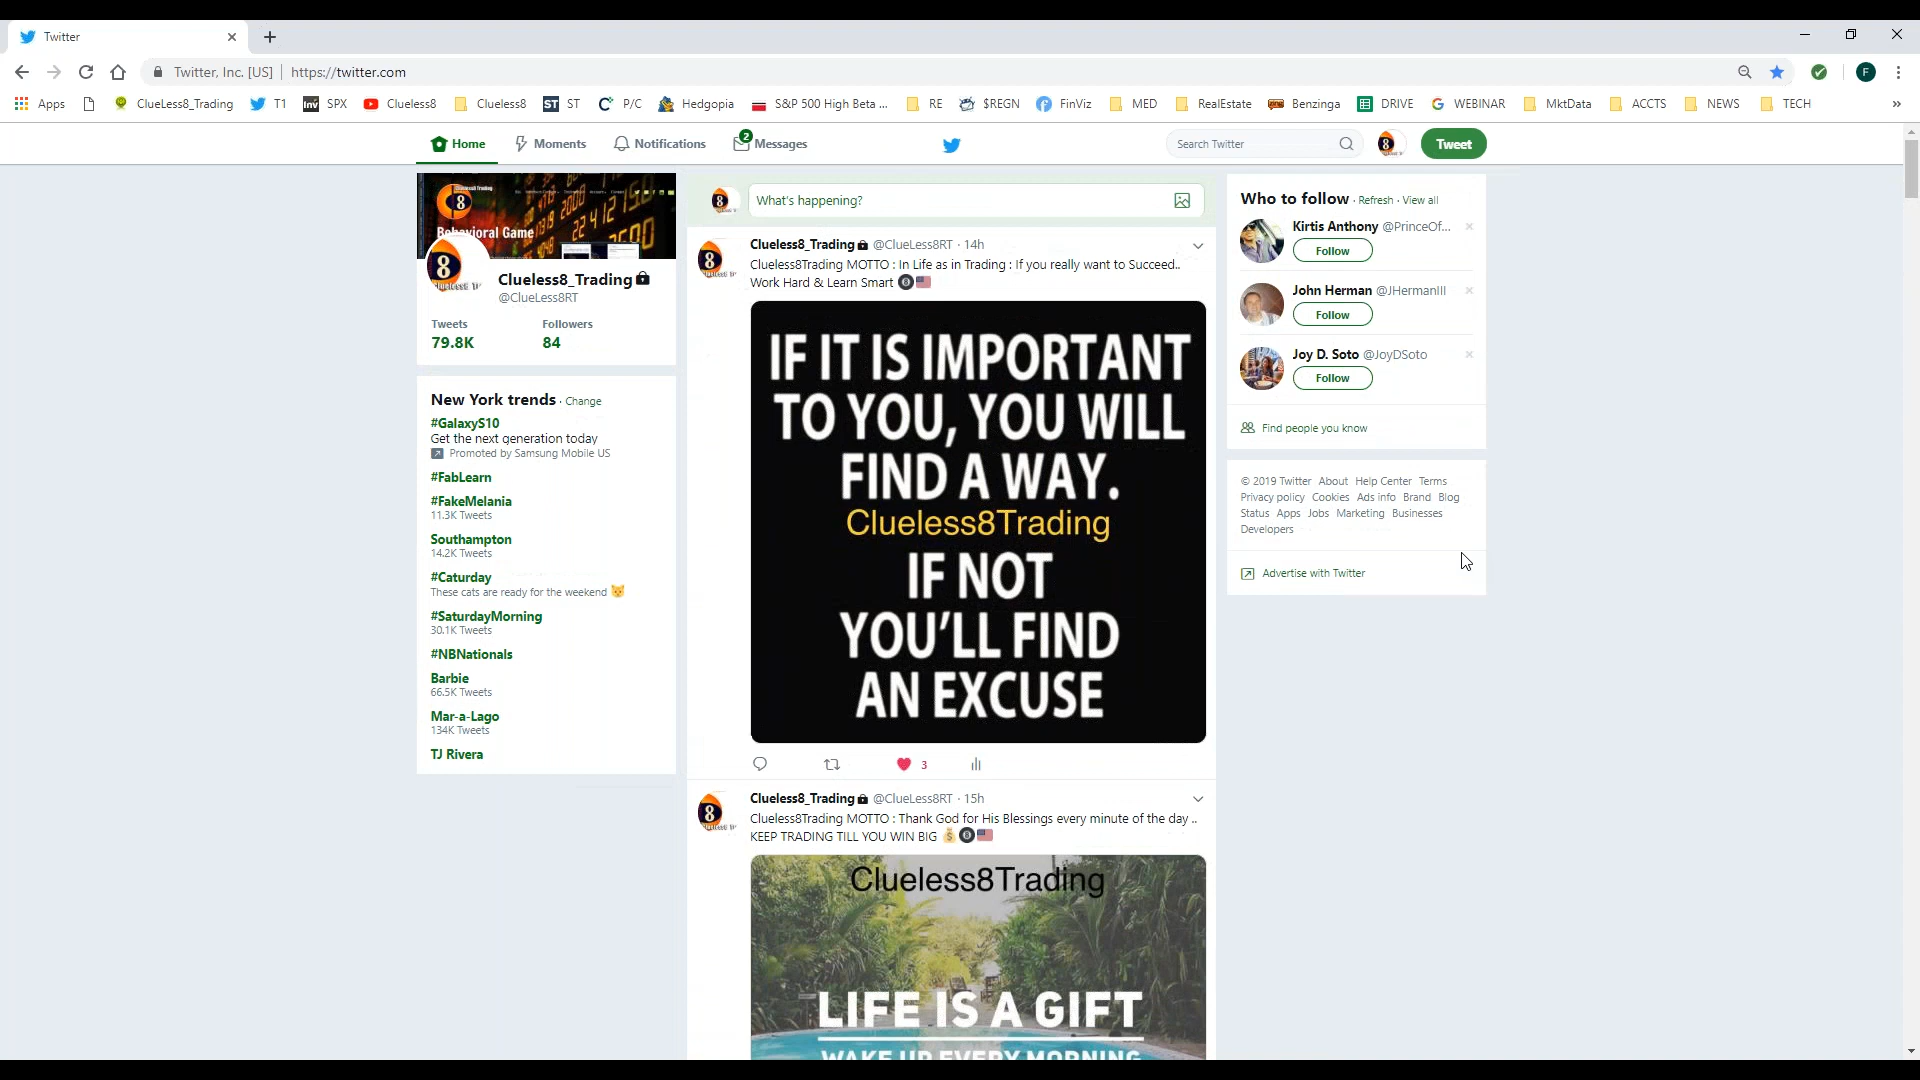 Twitter
Twitter, Inc. [US] https://twitter.com
F
Apps ClueLess8_Trading T1 Inv SPX Clueless8 Clueless8 ST ST P/C Hedgopia S&P 500 High Beta ... RE $REGN FinViz MED RealEstate Benzinga DRIVE WEBINAR MktData ACCTS NEWS TECH »
Home Moments Notifications 2 Messages Search Twitter 8 Tweet
8
Behavioral Game
8
Clueless8_Trading
@ClueLess8RT
Tweets Followers
79.8K 84
New York trends · Change
#GalaxyS10
Get the next generation today
Promoted by Samsung Mobile US
#FabLearn
#FakeMelania
11.3K Tweets
Southampton
14.2K Tweets
#Caturday
These cats are ready for the weekend 😺
#SaturdayMorning
30.1K Tweets
#NBNationals
Barbie
66.5K Tweets
Mar-a-Lago
134K Tweets
TJ Rivera
8 What's happening?
8 Clueless8_Trading @ClueLess8RT · 14h
Clueless8Trading MOTTO : In Life as in Trading : If you really want to Succeed..
Work Hard & Learn Smart 🎱🇺🇸
IF IT IS IMPORTANT
TO YOU, YOU WILL
FIND A WAY.
Clueless8Trading
IF NOT
YOU'LL FIND
AN EXCUSE
3
8 Clueless8_Trading @ClueLess8RT · 15h
Clueless8Trading MOTTO : Thank God for His Blessings every minute of the day ..
KEEP TRADING TILL YOU WIN BIG 💰🎱🇺🇸
Clueless8Trading
LIFE IS A GIFT
WAKE UP EVERY MORNING
Who to follow · Refresh · View all
Kirtis Anthony @PrinceOf...
Follow
John Herman @JHermanIII
Follow
Joy D. Soto @JoyDSoto
Follow
Find people you know
© 2019 Twitter About Help Center Terms
Privacy policy Cookies Ads info Brand Blog
Status Apps Jobs Marketing Businesses
Developers
Advertise with Twitter